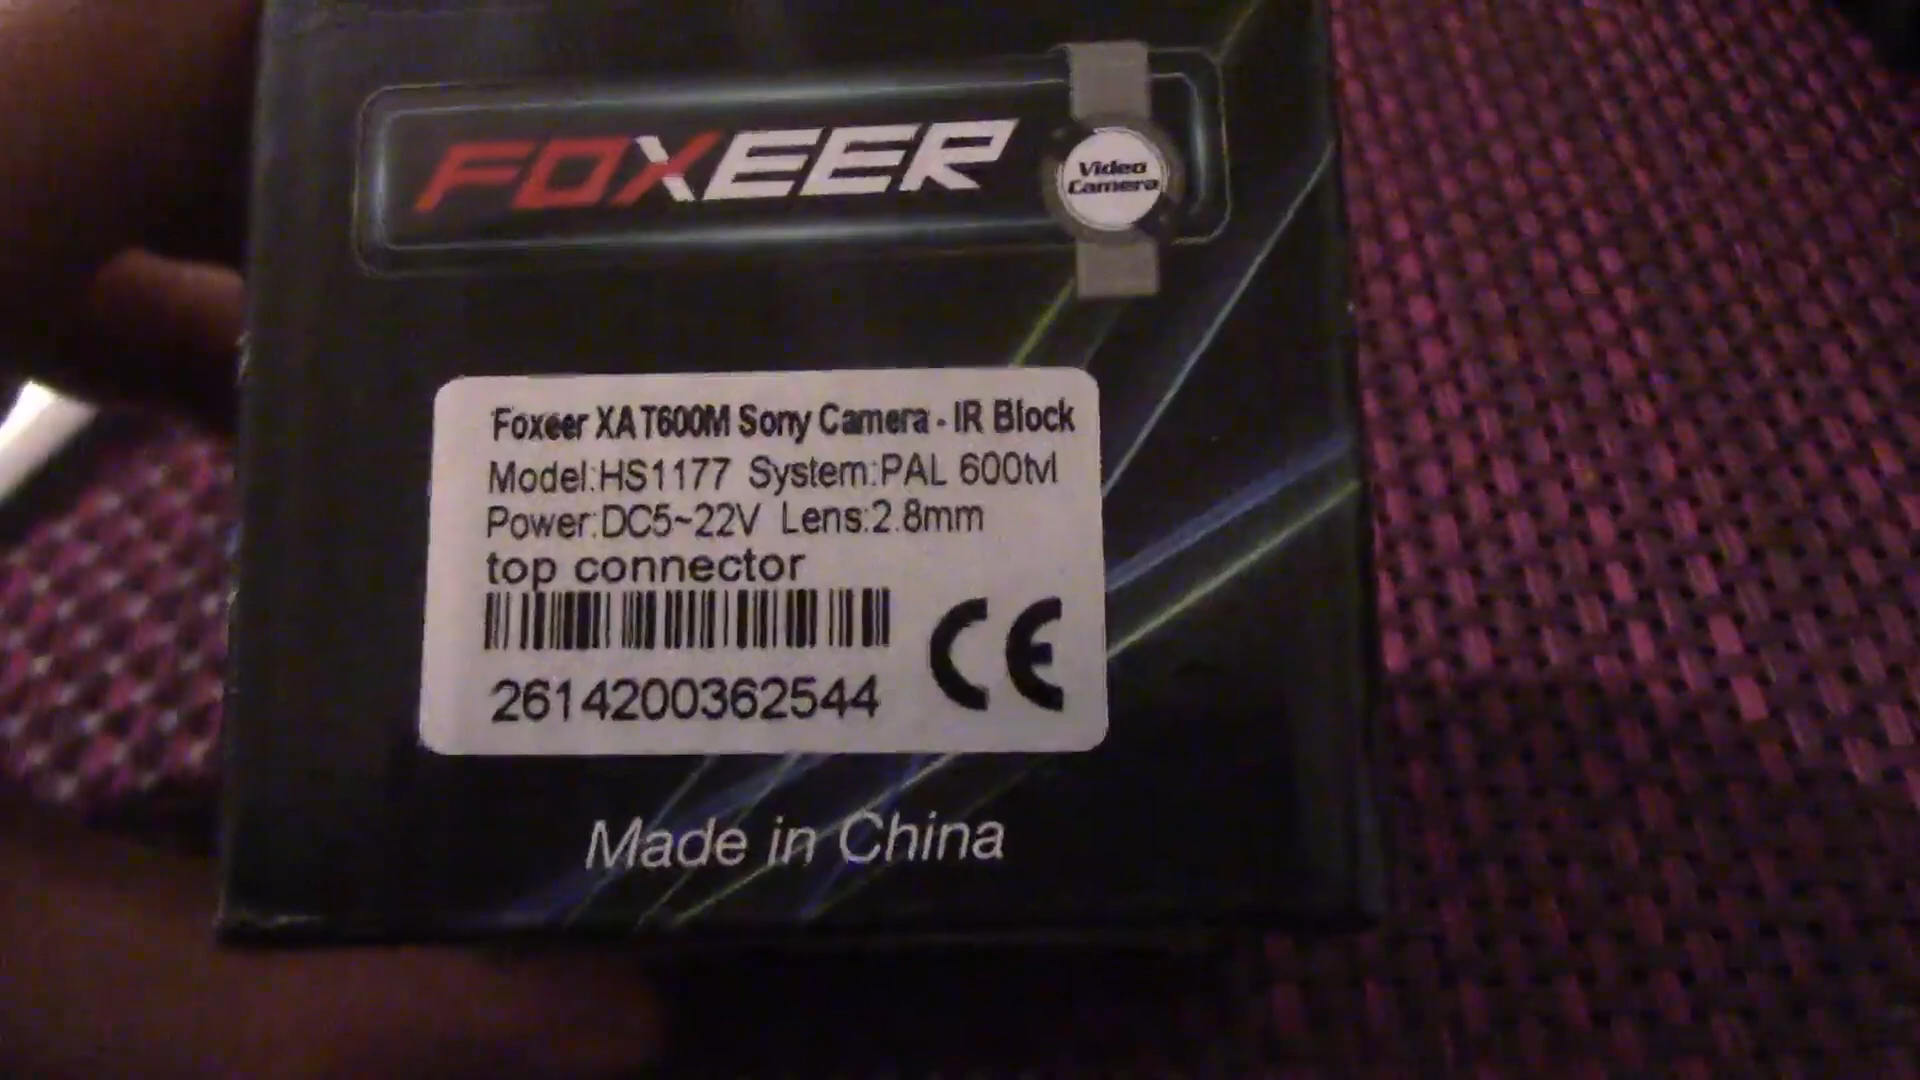 FOXEER
Video
Camera
Foxeer XAT600M Sony Camera - IR Block
Model:HS1177 System:PAL 600tvl
Power:DC5~22V Lens:2.8mm
top connector
CE
2614200362544
Made in China